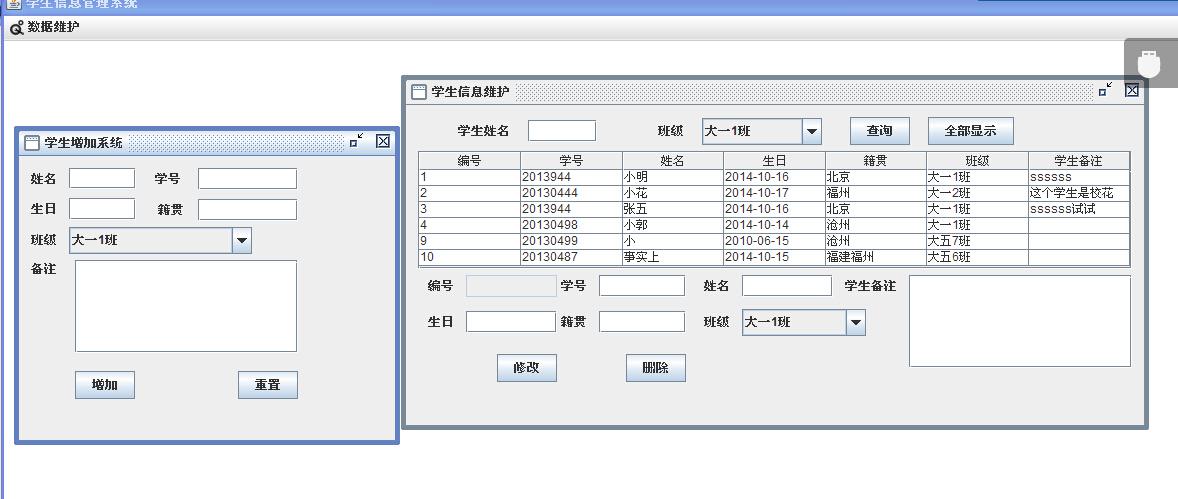 学生信息管理系统
数据维护
学生增加系统
姓名 学号
生日 籍贯
班级 大一1班
备注
增加 重置
学生信息维护
学生姓名 班级 大一1班 查询 全部显示
编号 学号 姓名 生日 籍贯 班级 学生备注
1 2013944 小明 2014-10-16 北京 大一1班 ssssss
2 20130444 小花 2014-10-17 福州 大一2班 这个学生是校花
3 2013944 张五 2014-10-16 北京 大一1班 ssssss试试
4 20130498 小郭 2014-10-14 沧州 大一1班
9 20130499 小 2010-06-15 沧州 大五7班
10 20130487 事实上 2014-10-15 福建福州 大五6班
编号 学号 姓名 学生备注
生日 籍贯 班级 大一1班
修改 删除